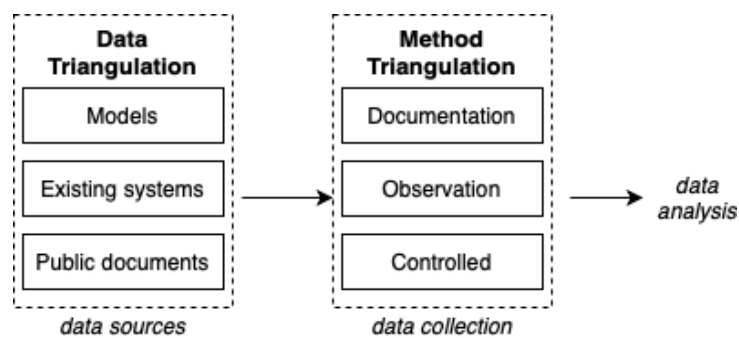 Data
Triangulation
Models
Existing systems
Public documents
data sources
Method
Triangulation
Documentation
Observation
Controlled
data collection
data
analysis